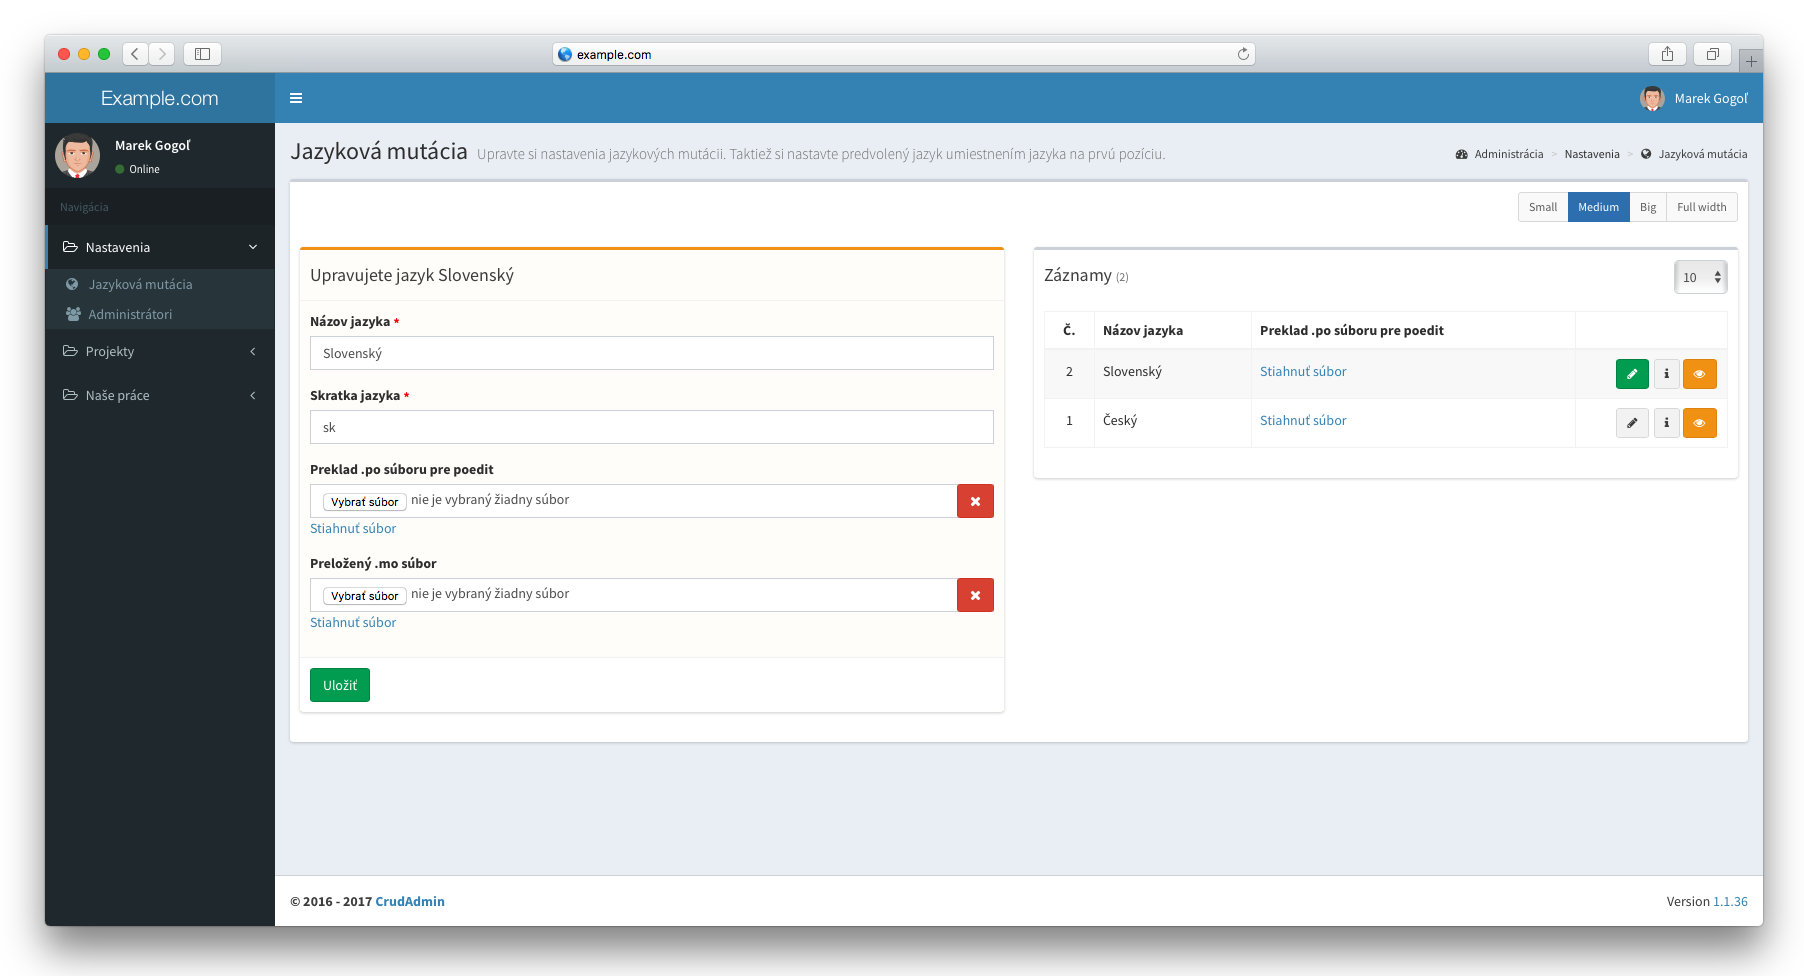 example.com
Example.com
Marek Gogoľ
Marek Gogoľ
Online
Navigácia
Nastavenia
Jazyková mutácia
Administrátori
Projekty
Naše práce
Jazyková mutácia Upravte si nastavenia jazykových mutácii. Taktiež si nastavte predvolený jazyk umiestnením jazyka na prvú pozíciu.
Administrácia > Nastavenia > Jazyková mutácia
Small Medium Big Full width
Upravujete jazyk Slovenský
Názov jazyka *
Slovenský
Skratka jazyka *
sk
Preklad .po súboru pre poedit
Vybrať súbor nie je vybraný žiadny súbor
Stiahnuť súbor
Preložený .mo súbor
Vybrať súbor nie je vybraný žiadny súbor
Stiahnuť súbor
Uložiť
Záznamy (2)
10
Č. Názov jazyka Preklad .po súboru pre poedit
2 Slovenský Stiahnuť súbor
1 Český Stiahnuť súbor
© 2016 - 2017 CrudAdmin
Version 1.1.36